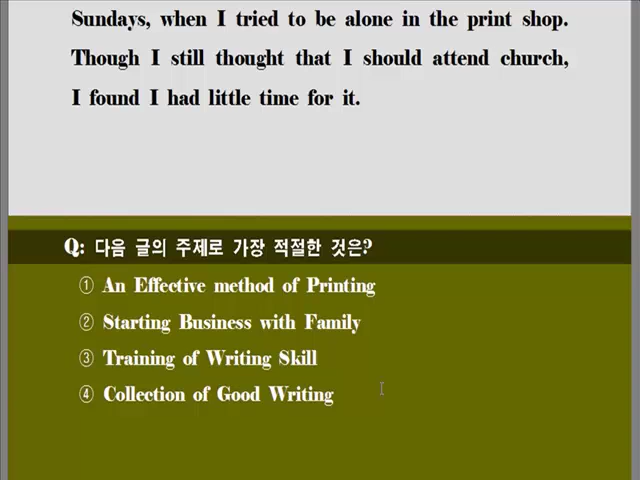 Sundays, when I tried to be alone in the print shop.
Though I still thought that I should attend church,
I found I had little time for it.
Q: 다음 글의 주제로 가장 적절한 것은?
① An Effective method of Printing
② Starting Business with Family
③ Training of Writing Skill
④ Collection of Good Writing